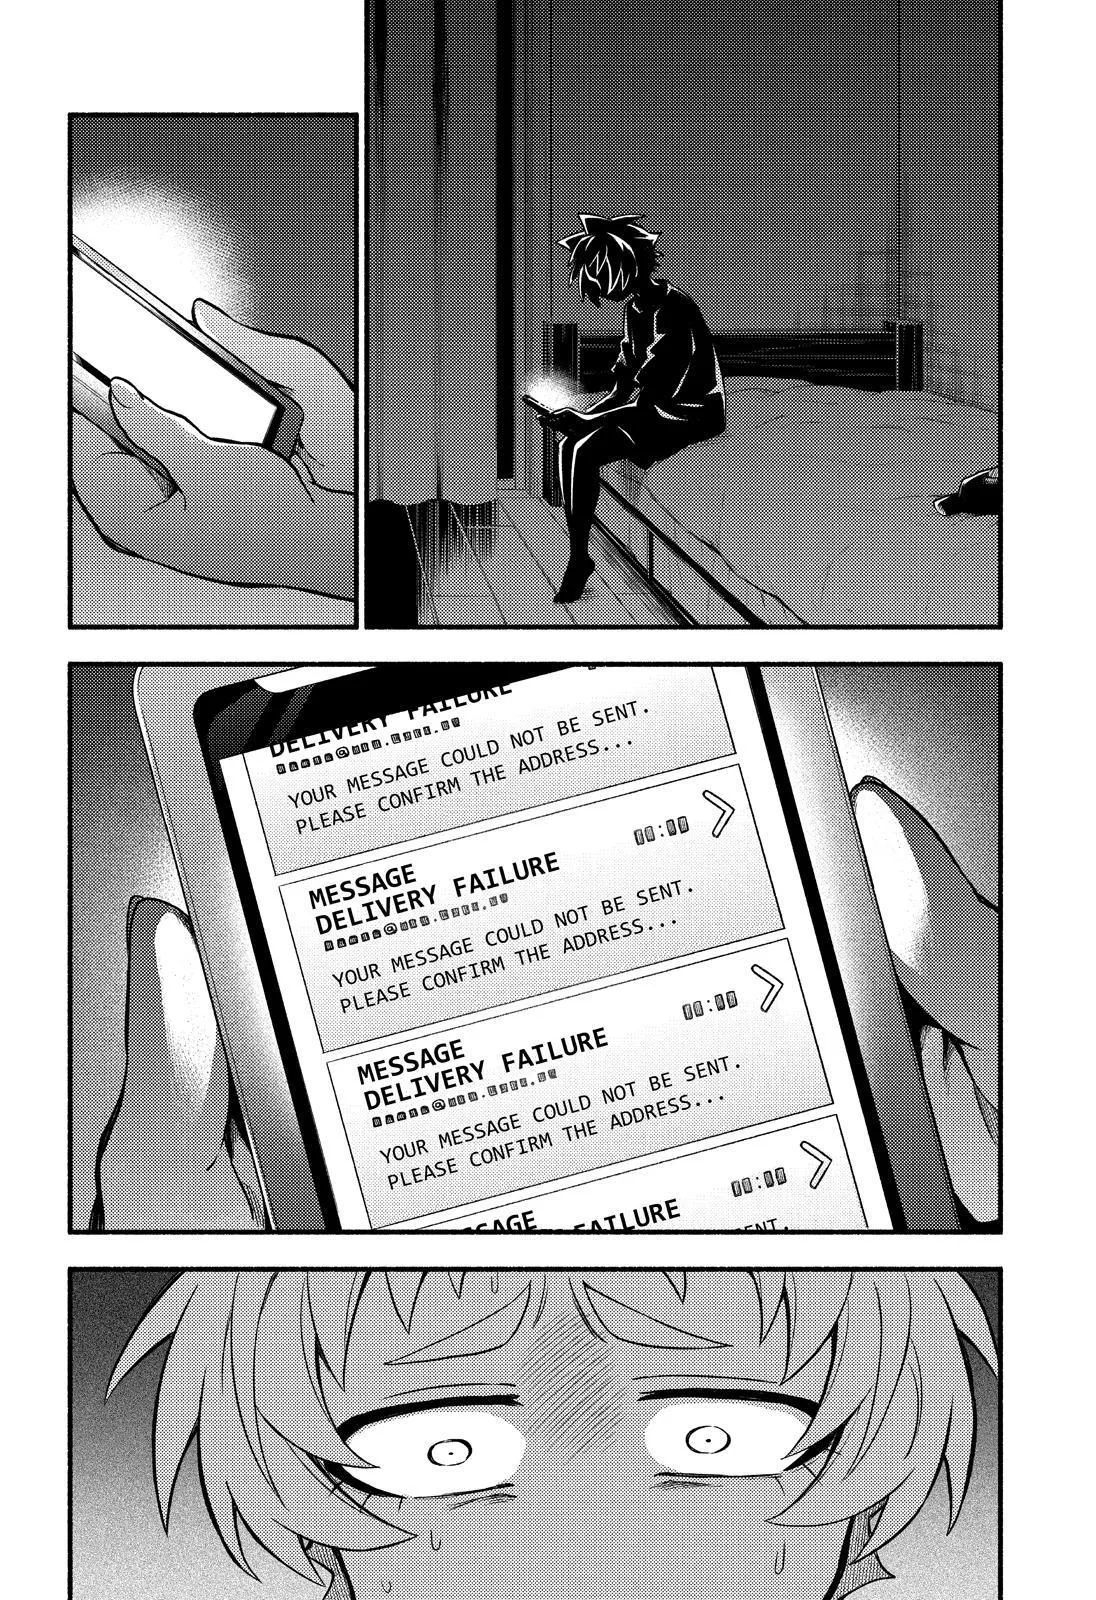 DELIVERY FAILURE
YOUR MESSAGE COULD NOT BE SENT.
PLEASE CONFIRM THE ADDRESS...
MESSAGE
DELIVERY FAILURE
YOUR MESSAGE COULD NOT BE SENT.
PLEASE CONFIRM THE ADDRESS...
MESSAGE
DELIVERY FAILURE
YOUR MESSAGE COULD NOT BE SENT.
PLEASE CONFIRM THE ADDRESS...
FAILURE
SENT.